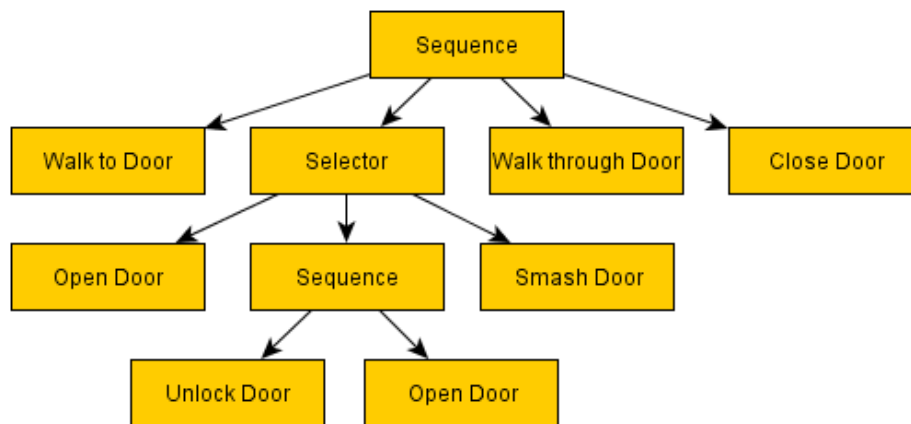 Sequence
Walk to Door
Selector
Walk through Door
Close Door
Open Door
Sequence
Smash Door
Unlock Door
Open Door